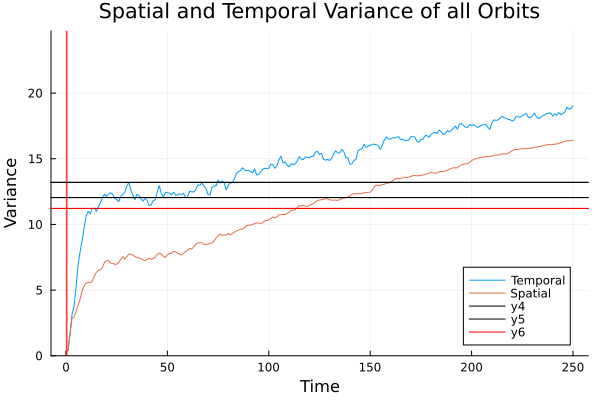 Spatial and Temporal Variance of all Orbits
Variance
20
15
10
5
0
0 50 100 150 200 250
Time
Temporal
Spatial
y4
y5
y6